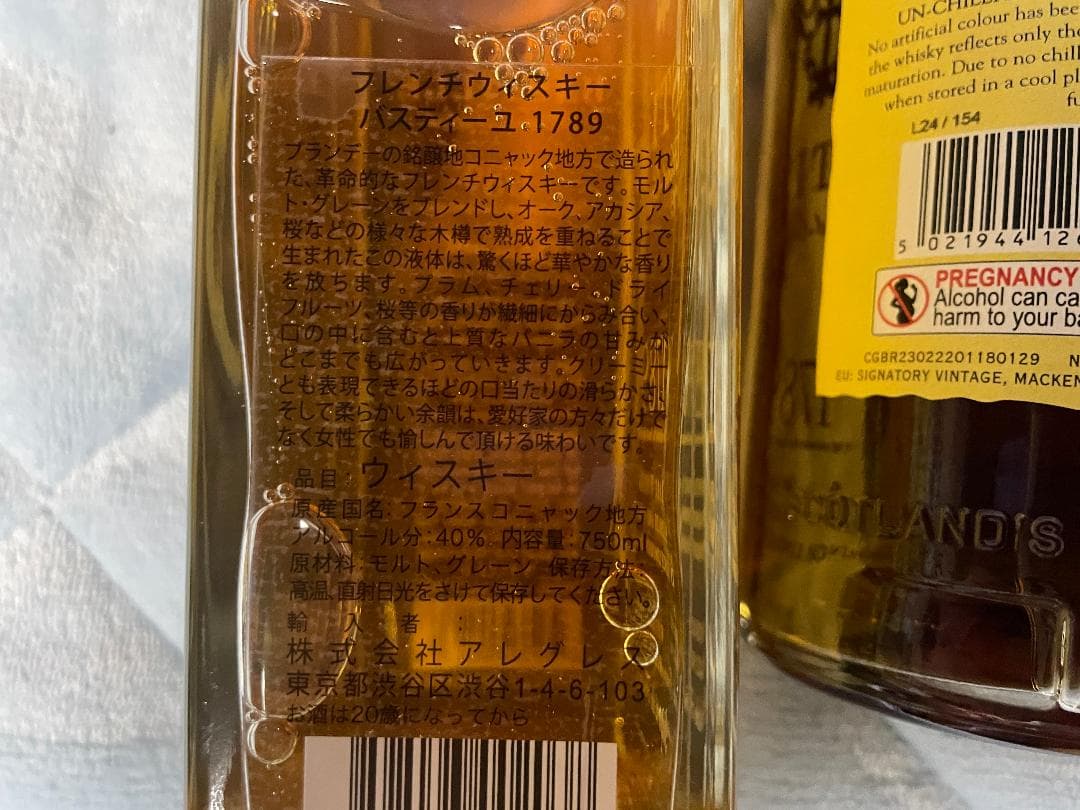 フレンチウィスキー
バスティーユ 1789
ブランデーの銘醸地コニャック地方で造られ
た、革命的なフレンチウィスキーです。モル
ト・グレーンをブレンドし、オーク、アカシア、
桜などの様々な木樽で熟成を重ねることで
生まれたこの液体は、驚くほど華やかな香り
を放ちます。プラム、チェリー、ドライ
フルーツ、桜等の香りが繊細にからみ合い、
口の中に含むと上質なバニラの甘みが
どこまでも広がっていきます。クリーミー
とも表現できるほどの口当たりの滑らかさ、
そして柔らかい余韻は、愛好家の方々だけで
なく女性でも愉しんで頂ける味わいです。
品目：ウィスキー
原産国名：フランスコニャック地方
アルコール分：40％ 内容量：750ml
原材料：モルト、グレーン 保存方法：
高温、直射日光をさけて保存してください。
輸入者：
株式会社アレグレス
東京都渋谷区渋谷1-4-6-103
お酒は20歳になってから
UN-CHILL
No artificial colour has bee
the whisky reflects only the
maturation. Due to no chill
when stored in a cool pl
fu
L24 / 154
5 021944 12
PREGNANCY
Alcohol can ca
harm to your ba
CGBR23022201180129 N
EU: SIGNATORY VINTAGE, MACKEN
SCOTLAND'S